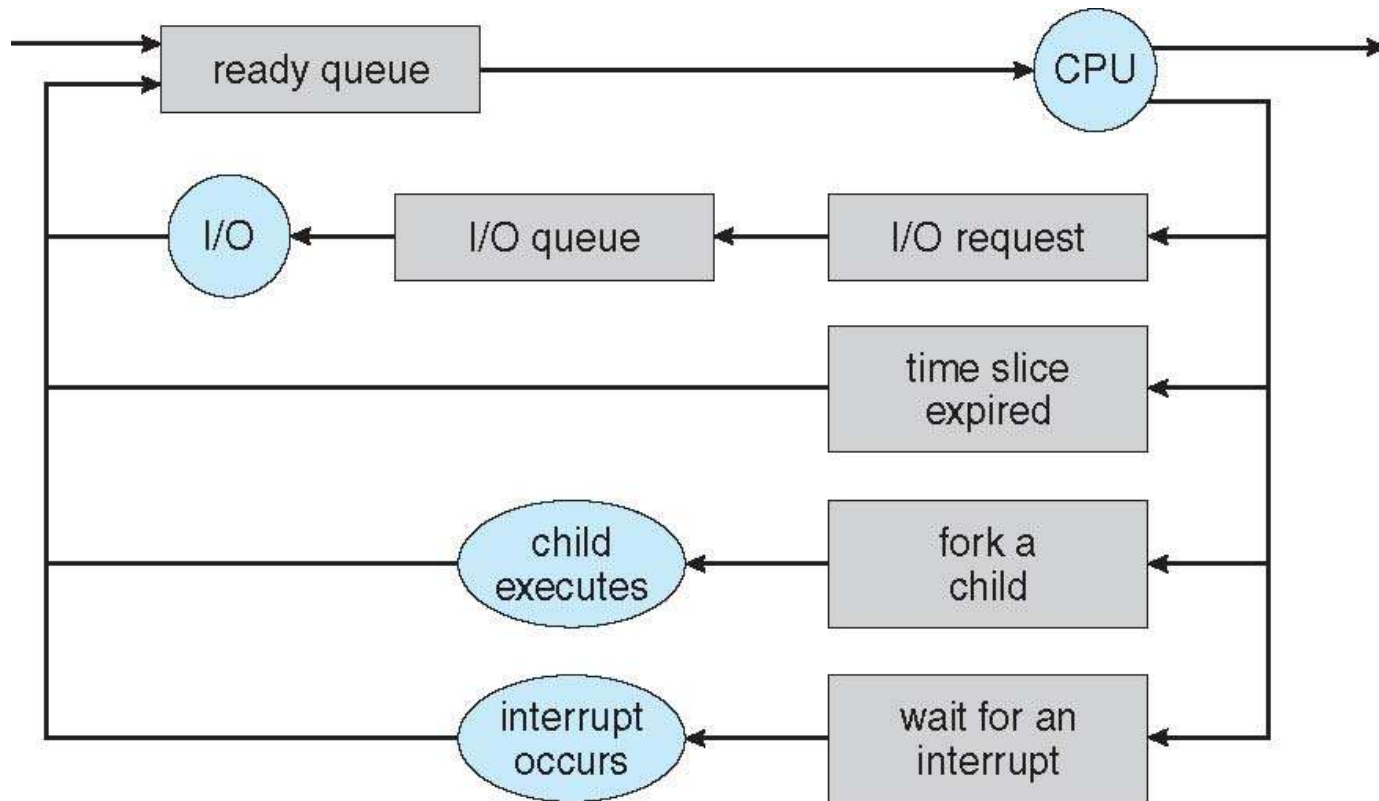 ready queue
CPU
I/O
I/O queue
I/O request
time slice
expired
child
executes
fork a
child
interrupt
occurs
wait for an
interrupt